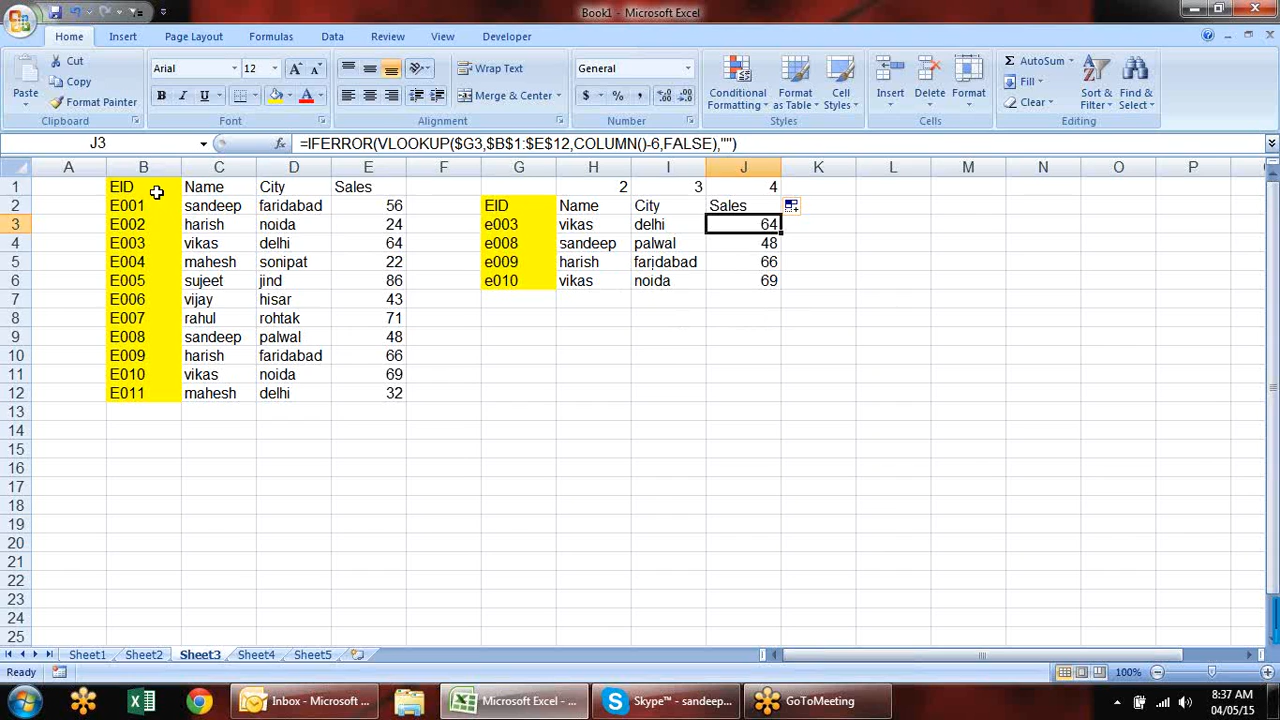 Book1 - Microsoft Excel
Home Insert Page Layout Formulas Data Review View Developer
Paste Cut Copy Format Painter Clipboard
Arial 12 A A B I U A Font
Wrap Text Merge & Center Alignment
General $ % , Number
Conditional Formatting Format as Table Cell Styles Styles
Insert Delete Format Cells
Σ AutoSum Fill Clear Sort & Filter Find & Select Editing
J3 fx =IFERROR(VLOOKUP($G3,$B$1:$E$12,COLUMN()-6,FALSE),"")
A B C D E F G H I J K L M N O P
1 EID Name City Sales 2 3 4
2 E001 sandeep faridabad 56 EID Name City Sales
3 E002 harish noida 24 e003 vikas delhi 64
4 E003 vikas delhi 64 e008 sandeep palwal 48
5 E004 mahesh sonipat 22 e009 harish faridabad 66
6 E005 sujeet jind 86 e010 vikas noida 69
7 E006 vijay hisar 43
8 E007 rahul rohtak 71
9 E008 sandeep palwal 48
10 E009 harish faridabad 66
11 E010 vikas noida 69
12 E011 mahesh delhi 32
13
14
15
16
17
18
19
20
21
22
23
24
25
Sheet1 Sheet2 Sheet3 Sheet4 Sheet5
Ready 100%
Inbox - Microsoft ... Microsoft Excel - ... Skype™ - sandeep... GoToMeeting 8:37 AM
04/05/15